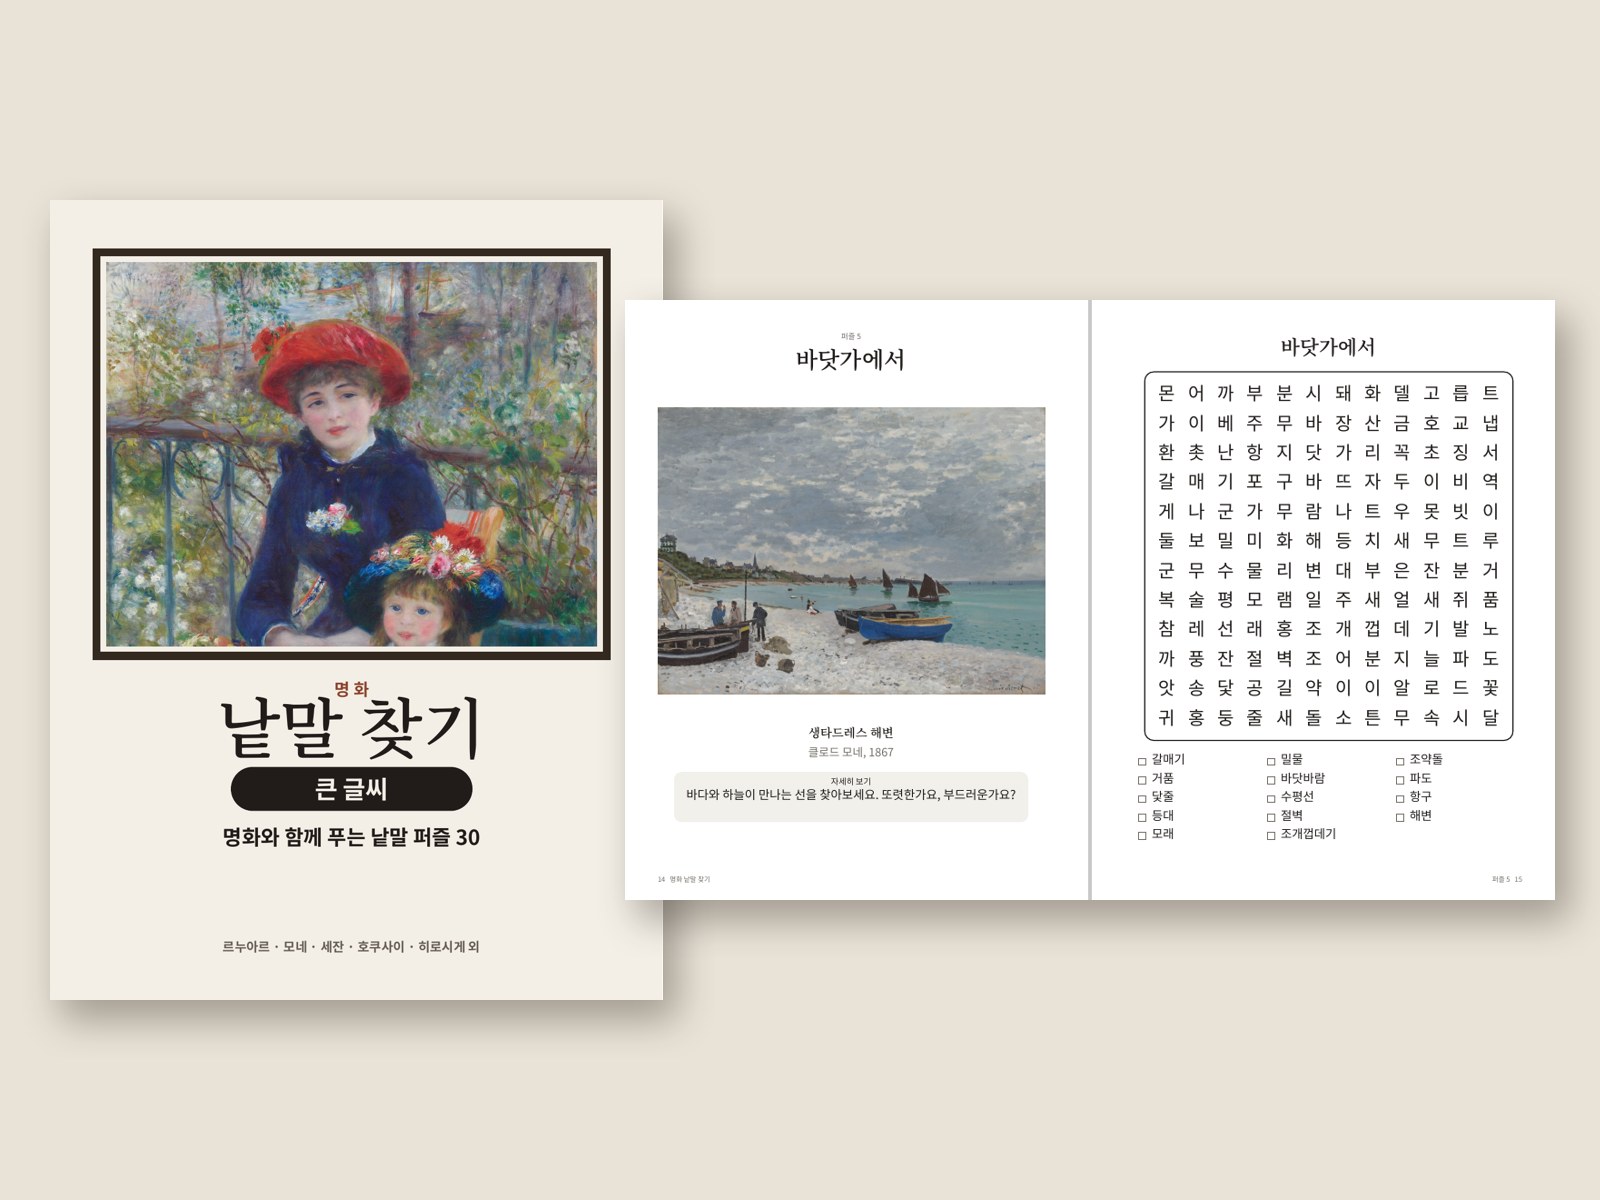 명화
낱말 찾기
큰 글씨
명화와 함께 푸는 낱말 퍼즐 30
르누아르 · 모네 · 세잔 · 호쿠사이 · 히로시게 외
퍼즐 5
바닷가에서
생타드레스 해변
클로드 모네, 1867
자세히 보기
바다와 하늘이 만나는 선을 찾아보세요. 또렷한가요, 부드러운가요?
14 명화 낱말 찾기
바닷가에서
몬 어 까 부 분 시 돼 화 델 고 릅 트
가 이 베 주 무 바 장 산 금 호 교 냅
환 촛 난 항 지 닷 가 리 꼭 초 징 서
갈 매 기 포 구 바 뜨 자 두 이 비 역
게 나 군 가 무 람 나 트 우 못 빗 이
둘 보 밀 미 화 해 등 치 새 무 트 루
군 무 수 물 리 변 대 부 은 잔 분 거
복 술 평 모 램 일 주 새 얼 새 쥐 품
참 레 선 래 홍 조 개 껍 데 기 발 노
까 풍 잔 절 벽 조 어 분 지 늘 파 도
앗 송 닻 공 길 약 이 이 알 로 드 꽃
귀 홍 둥 줄 새 돌 소 튼 무 속 시 달
□ 갈매기 □ 밀물 □ 조약돌
□ 거품 □ 바닷바람 □ 파도
□ 닻줄 □ 수평선 □ 항구
□ 등대 □ 절벽 □ 해변
□ 모래 □ 조개껍데기
퍼즐 5 15